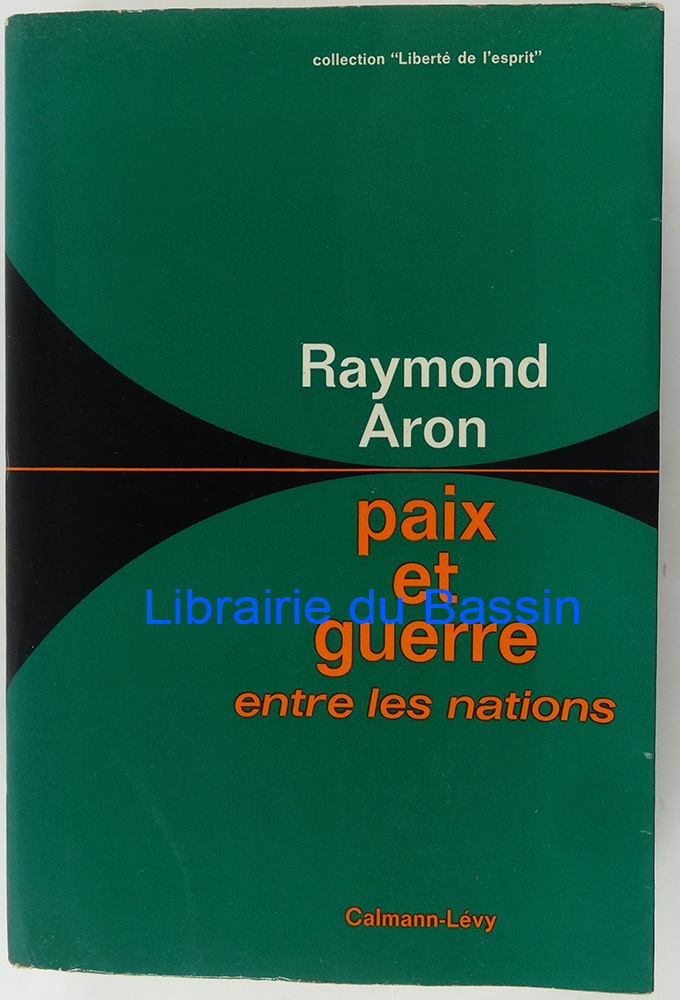 collection "Liberté de l'esprit"
Raymond
Aron
paix
et
Librairie du Bassin
guerre
entre les nations
Calmann-Lévy